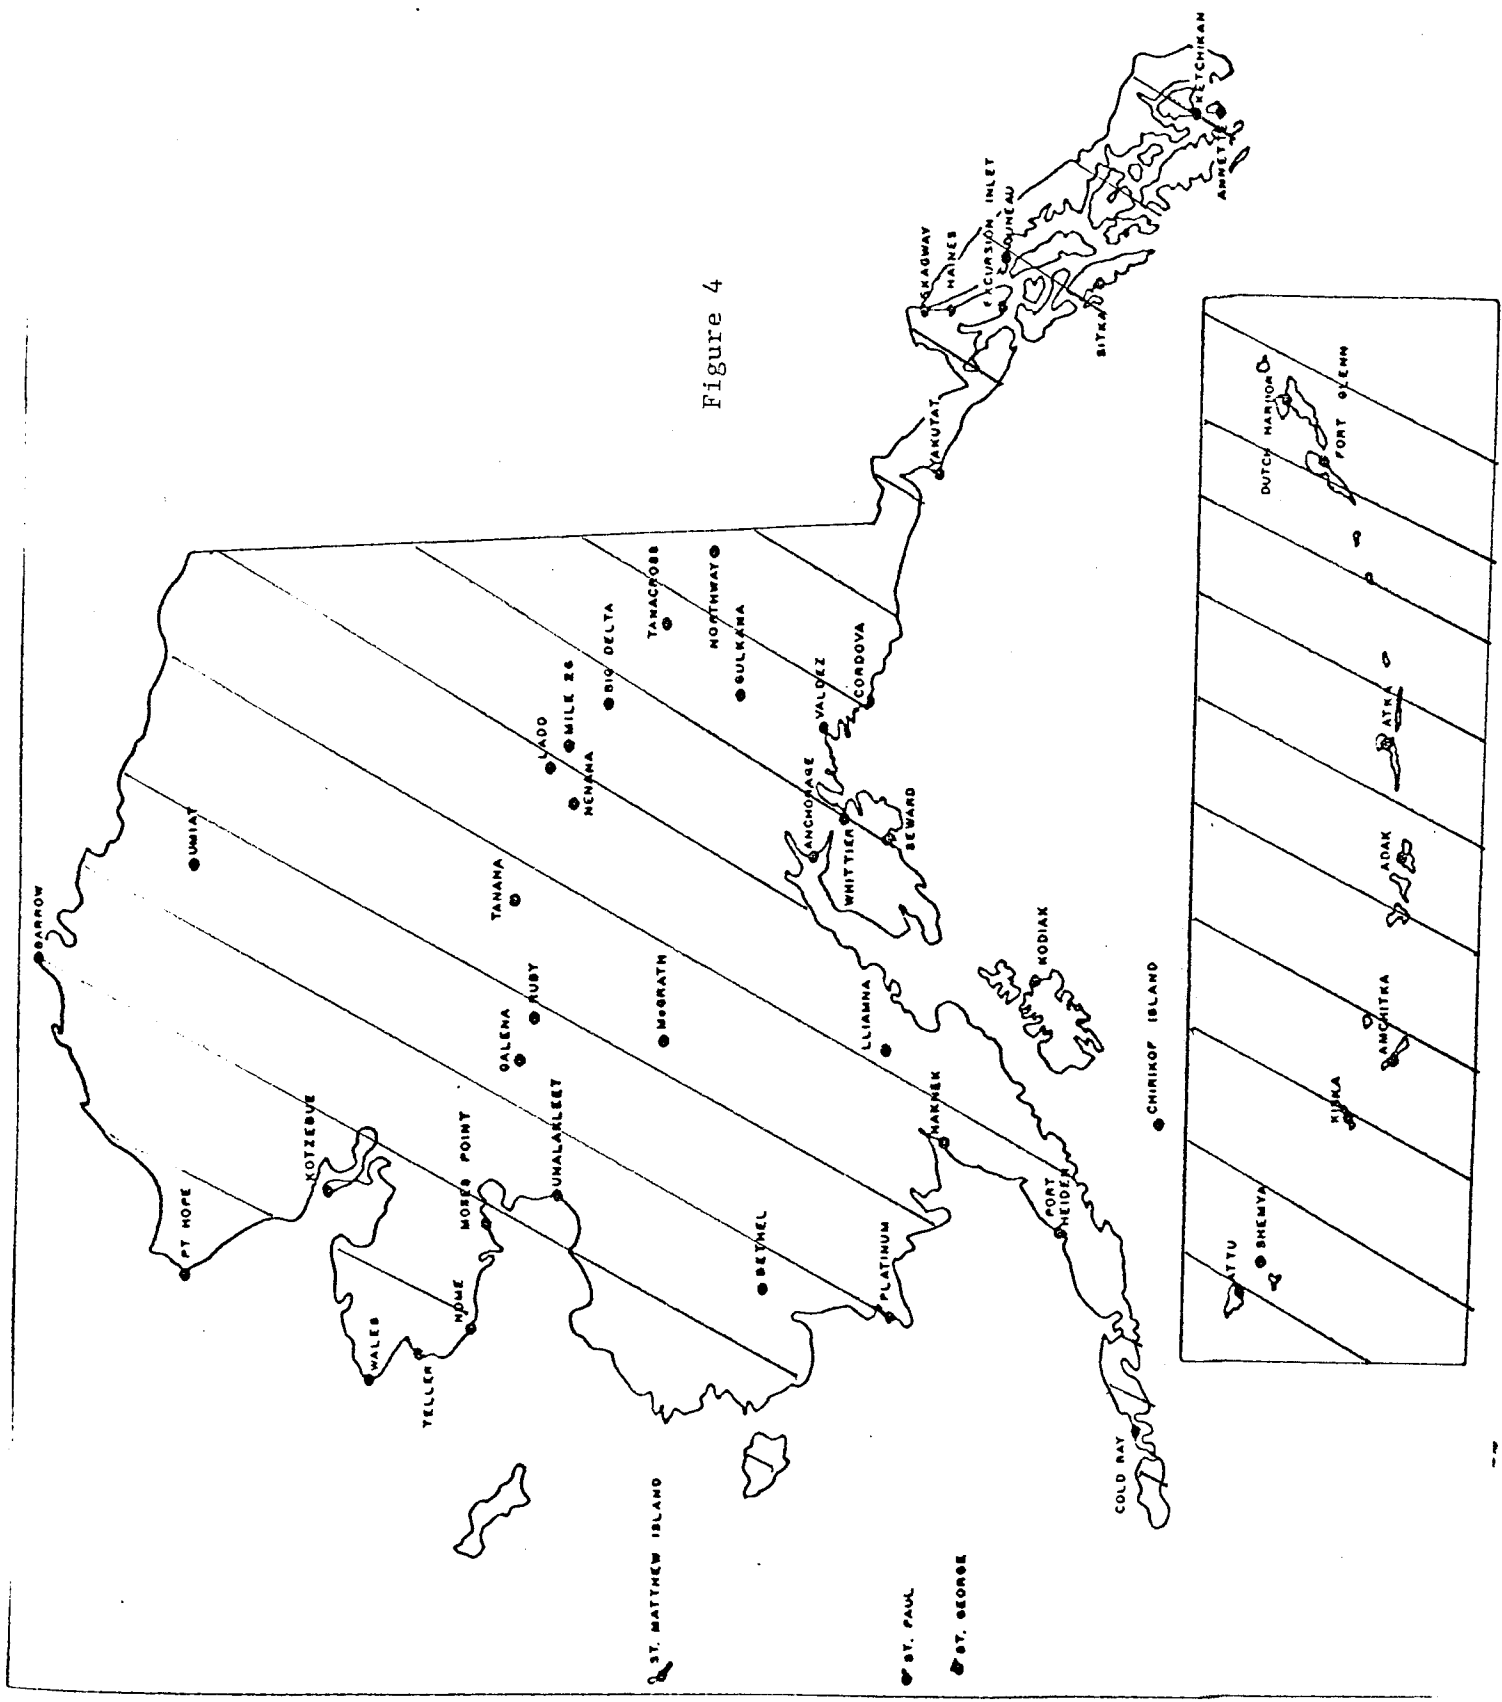 Figure 4
BARROW
UMIAT
PT HOPE
KOTZEBUE
WALES
TELLER
NOME
MOSES POINT
UNALAKLEET
GALENA
RUBY
TANANA
LADD
MILE 26
NENANA
BIG DELTA
TANACROSS
NORTHWAY
GULKANA
McGRATH
BETHEL
PLATINUM
LLIAMNA
NAKNEK
PORT
HEIDEN
COLD BAY
ANCHORAGE
WHITTIER
SEWARD
VALDEZ
CORDOVA
YAKUTAT
SKAGWAY
HAINES
EXCURSION INLET
JUNEAU
SITKA
KETCHIKAN
ANNETTE
KODIAK
CHIRIKOF ISLAND
ST. MATTHEW ISLAND
ST. PAUL
ST. GEORGE
ATTU
SHEMYA
KISKA
AMCHITKA
ADAK
ATKA
DUTCH HARBOR
FORT GLENN